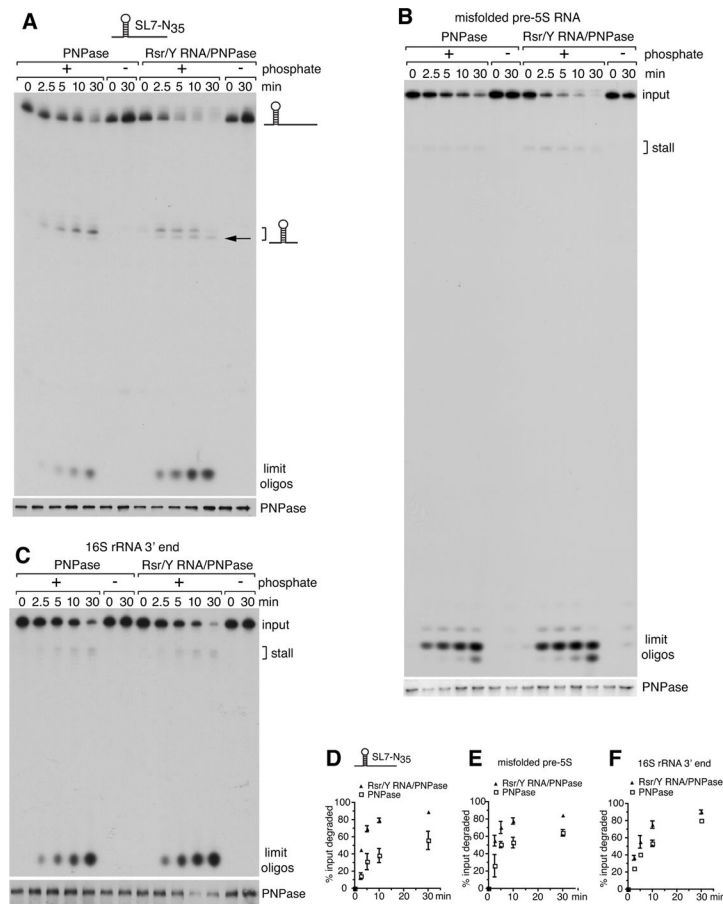 A
SL7-N35
PNPase Rsr/Y RNA/PNPase
+ - + - phosphate
0 2.5 5 10 30 0 30 0 2.5 5 10 30 0 30 min
limit
oligos
PNPase
B
misfolded pre-5S RNA
PNPase Rsr/Y RNA/PNPase
+ - + - phosphate
0 2.5 5 10 30 0 30 0 2.5 5 10 30 0 30 min
input
stall
limit
oligos
PNPase
C
16S rRNA 3' end
PNPase Rsr/Y RNA/PNPase
+ - + - phosphate
0 2.5 5 10 30 0 30 0 2.5 5 10 30 0 30 min
input
stall
limit
oligos
PNPase
D
SL7-N35
▲ Rsr/Y RNA/PNPase
□ PNPase
% input degraded
100
80
60
40
20
0
0 10 20 30 min
E
misfolded pre-5S
▲ Rsr/Y RNA/PNPase
□ PNPase
% input degraded
100
80
60
40
20
0
0 10 20 30 min
F
16S rRNA 3' end
▲ Rsr/Y RNA/PNPase
□ PNPase
% input degraded
100
80
60
40
20
0
0 10 20 30 min